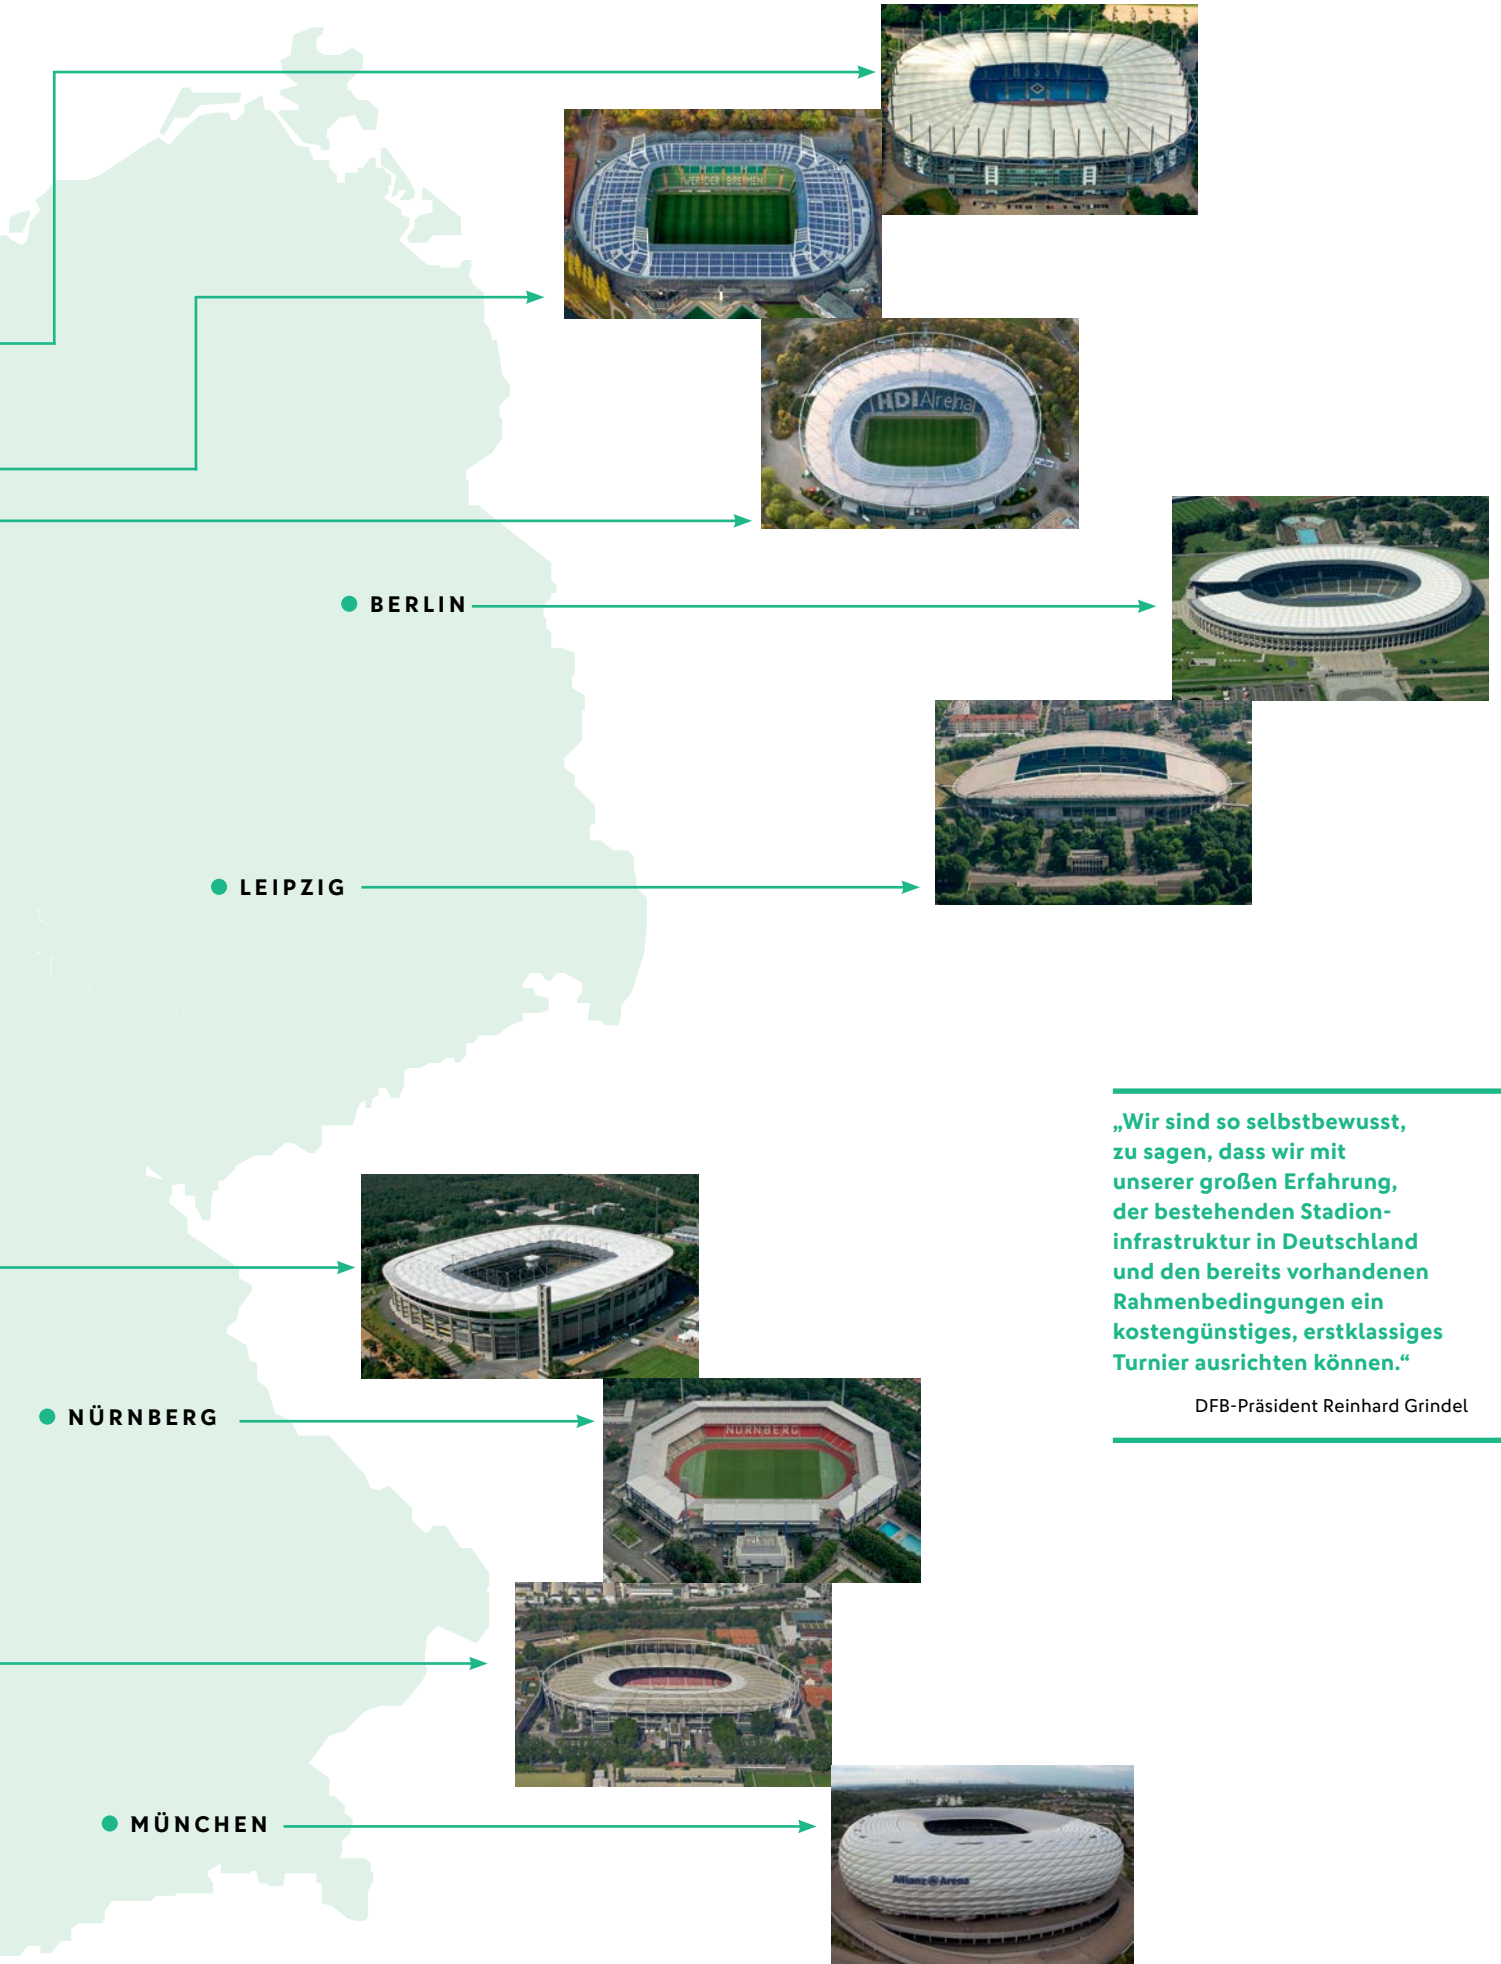 HSV
WERDER BREMEN
HDI Arena
BERLIN
LEIPZIG
„Wir sind so selbstbewusst,
zu sagen, dass wir mit
unserer großen Erfahrung,
der bestehenden Stadion-
infrastruktur in Deutschland
und den bereits vorhandenen
Rahmenbedingungen ein
kostengünstiges, erstklassiges
Turnier ausrichten können.“
DFB-Präsident Reinhard Grindel
NÜRNBERG
NÜRNBERG
MÜNCHEN
Allianz Arena